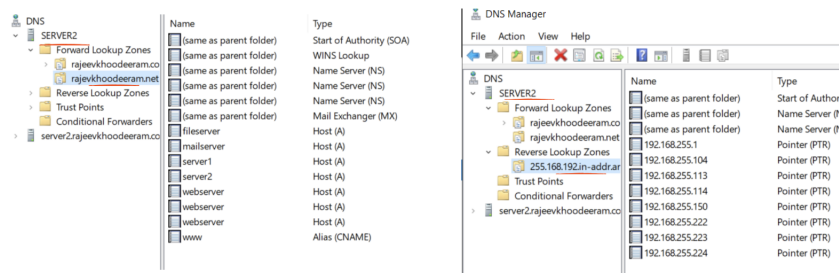 DNS
SERVER2
Forward Lookup Zones
rajeevkhoodeeram.co
rajevkhoodeeram.net
Reverse Lookup Zones
Trust Points
Conditional Forwarders
server2.rajeevkhoodeeram.co
Name Type
(same as parent folder) Start of Authority (SOA)
(same as parent folder) WINS Lookup
(same as parent folder) Name Server (NS)
(same as parent folder) Name Server (NS)
(same as parent folder) Name Server (NS)
(same as parent folder) Mail Exchanger (MX)
fileserver Host (A)
mailserver Host (A)
server1 Host (A)
server2 Host (A)
webserver Host (A)
webserver Host (A)
webserver Host (A)
www Alias (CNAME)
DNS Manager
File Action View Help
DNS
SERVER2
Forward Lookup Zones
rajeevkhoodeeram.co
rajevkhoodeeram.net
Reverse Lookup Zones
255.168.192.in-addr.ar
Trust Points
Conditional Forwarders
server2.rajeevkhoodeeram.co
Name Type
(same as parent folder) Start of Author
(same as parent folder) Name Server (N
(same as parent folder) Name Server (N
192.168.255.1 Pointer (PTR)
192.168.255.104 Pointer (PTR)
192.168.255.113 Pointer (PTR)
192.168.255.114 Pointer (PTR)
192.168.255.150 Pointer (PTR)
192.168.255.222 Pointer (PTR)
192.168.255.223 Pointer (PTR)
192.168.255.224 Pointer (PTR)